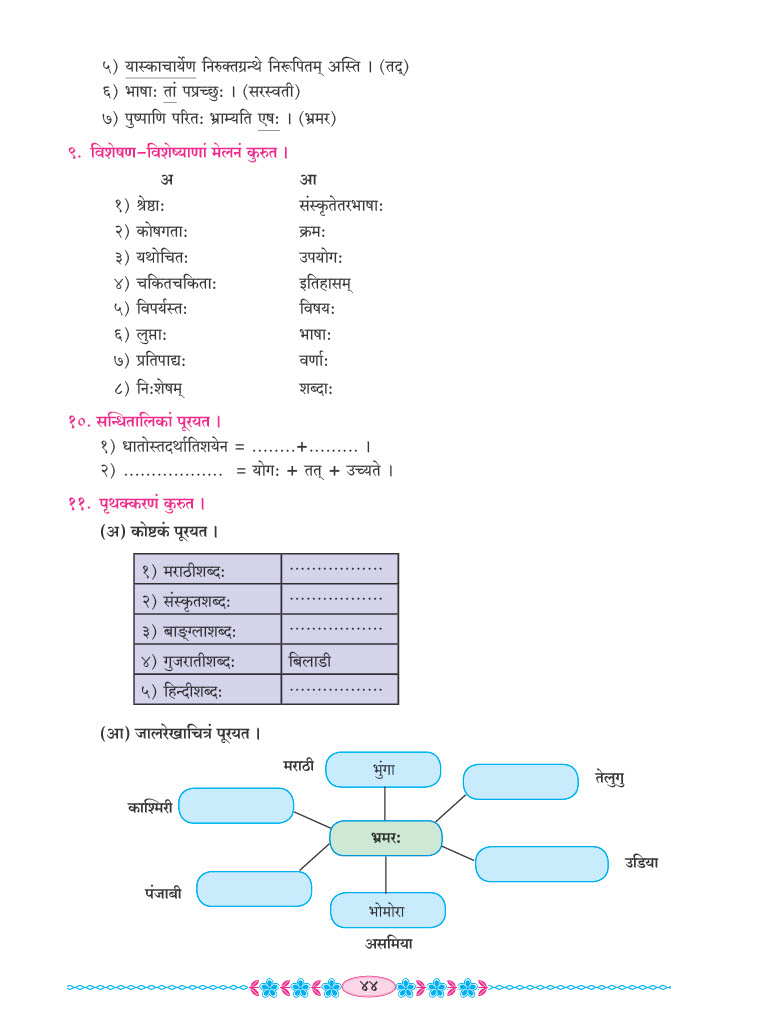 ५) यास्काचार्येण निरुक्तग्रन्थे निरूपितम् अस्ति । (तद्)
६) भाषाः तां पप्रच्छुः । (सरस्वती)
७) पुष्पाणि परितः भ्राम्यति एषः । (भ्रमर)
९. विशेषण-विशेष्याणां मेलनं कुरुत ।
अ आ
१) श्रेष्ठाः संस्कृतेतरभाषाः
२) कोषगताः क्रमः
३) यथोचितः उपयोगः
४) चकितचकिताः इतिहासम्
५) विपर्यस्तः विषयः
६) लुप्ताः भाषाः
७) प्रतिपाद्यः वर्णाः
८) निःशेषम् शब्दाः
१०. सन्धितालिकां पूरयत ।
१) धातोस्तदर्थातिशयेन = ........+......... ।
२) .................. = योगः + तत् + उच्यते ।
११. पृथक्करणं कुरुत ।
(अ) कोष्टकं पूरयत ।
१) मराठीशब्दः .................
२) संस्कृतशब्दः .................
३) बाङ्ग्लाशब्दः .................
४) गुजरातीशब्दः बिलाडी
५) हिन्दीशब्दः .................
(आ) जालरेखाचित्रं पूरयत ।
मराठी भुंगा तेलुगु
काश्मिरी
भ्रमरः
उडिया
पंजाबी
भोमोरा
असमिया
४४